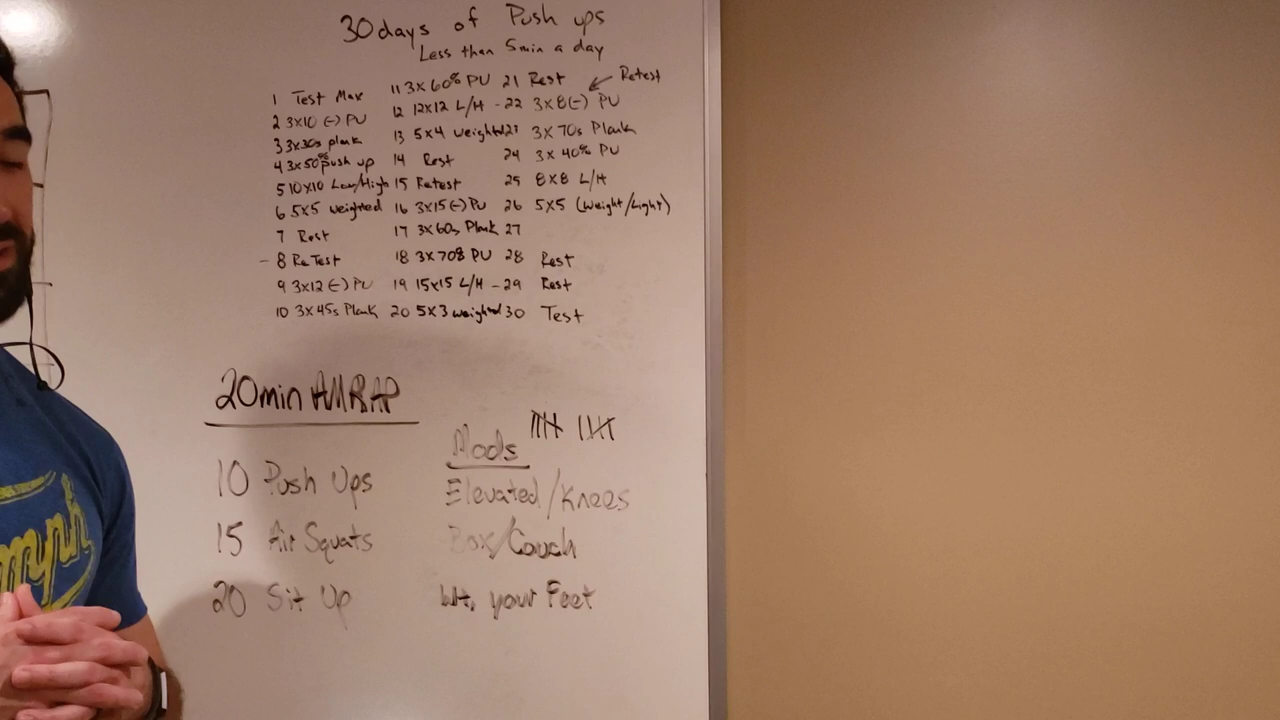 30 days of Push ups
Less than 5min a day
1 Test Max
2 3x10 (-) PU
3 3x30s plank
4 3x50% push up
5 10x10 Low/High
6 5x5 weighted
7 Rest
- 8 ReTest
9 3x12 (-) PU
10 3x45s Plank
11 3x60% PU
12 12x12 L/H
13 5x4 weighted
14 Rest
15 Retest
16 3x15 (-) PU
17 3x60s Plank
18 3x70% PU
19 15x15 L/H
20 5x3 weighted
21 Rest
Retest
- 22 3x8 (-) PU
23 3x70s Plank
24 3x40% PU
25 8x8 L/H
26 5x5 (weight/Light)
27
28 Rest
- 29 Rest
30 Test
20min AMRAP
10 Push Ups
15 Air Squats
20 Sit Up
Mods
Elevated/Knees
Box/Couch
Wt, your Feet